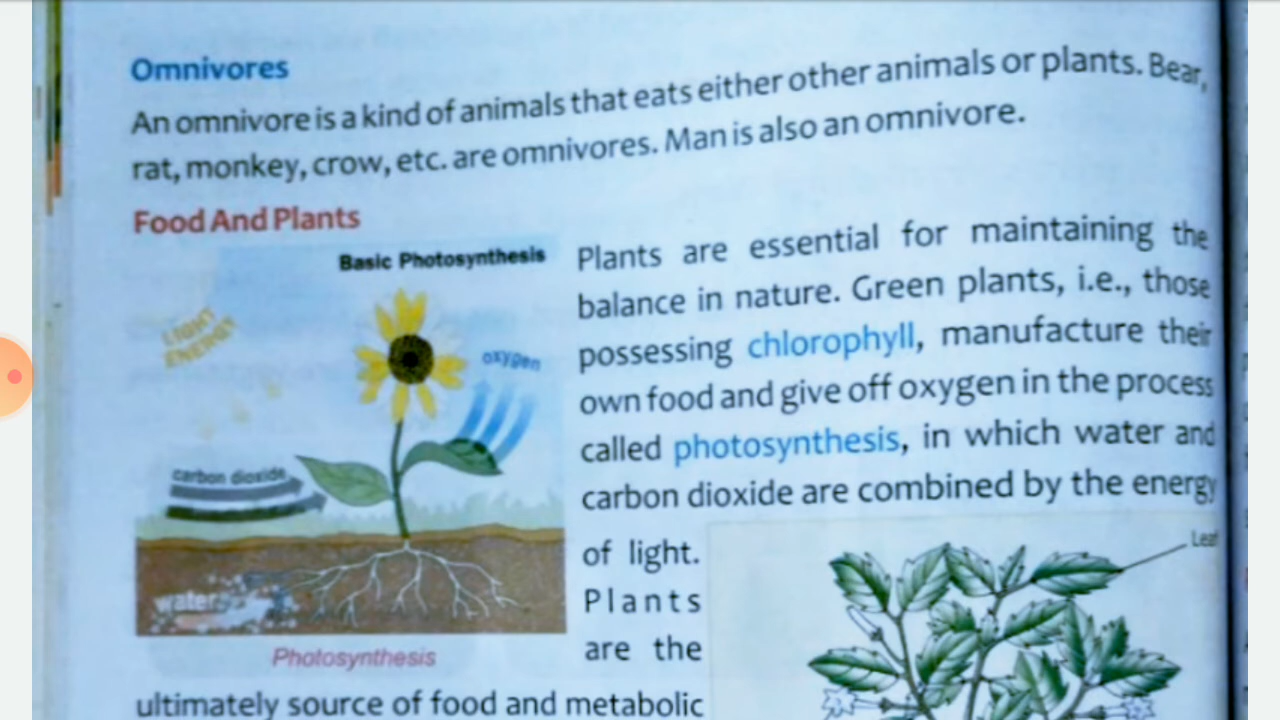 Omnivores
An omnivore is a kind of animals that eats either other animals or plants. Bear,
rat, monkey, crow, etc. are omnivores. Man is also an omnivore.
Food And Plants
Basic Photosynthesis
LIGHT
ENERGY
oxygen
carbon dioxide
water
Photosynthesis
Plants are essential for maintaining the
balance in nature. Green plants, i.e., those
possessing chlorophyll, manufacture their
own food and give off oxygen in the process
called photosynthesis, in which water and
carbon dioxide are combined by the energy
of light.
Plants
are the
ultimately source of food and metabolic
Leaf